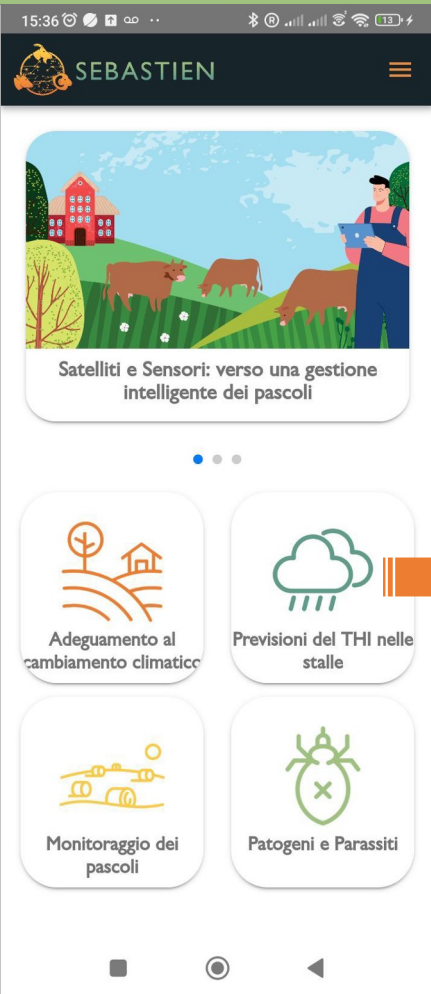 15:36
R
13
SEBASTIEN
Satelliti e Sensori: verso una gestione
intelligente dei pascoli
Adeguamento al
cambiamento climatico
Previsioni del THI nelle
stalle
Monitoraggio dei
pascoli
Patogeni e Parassiti